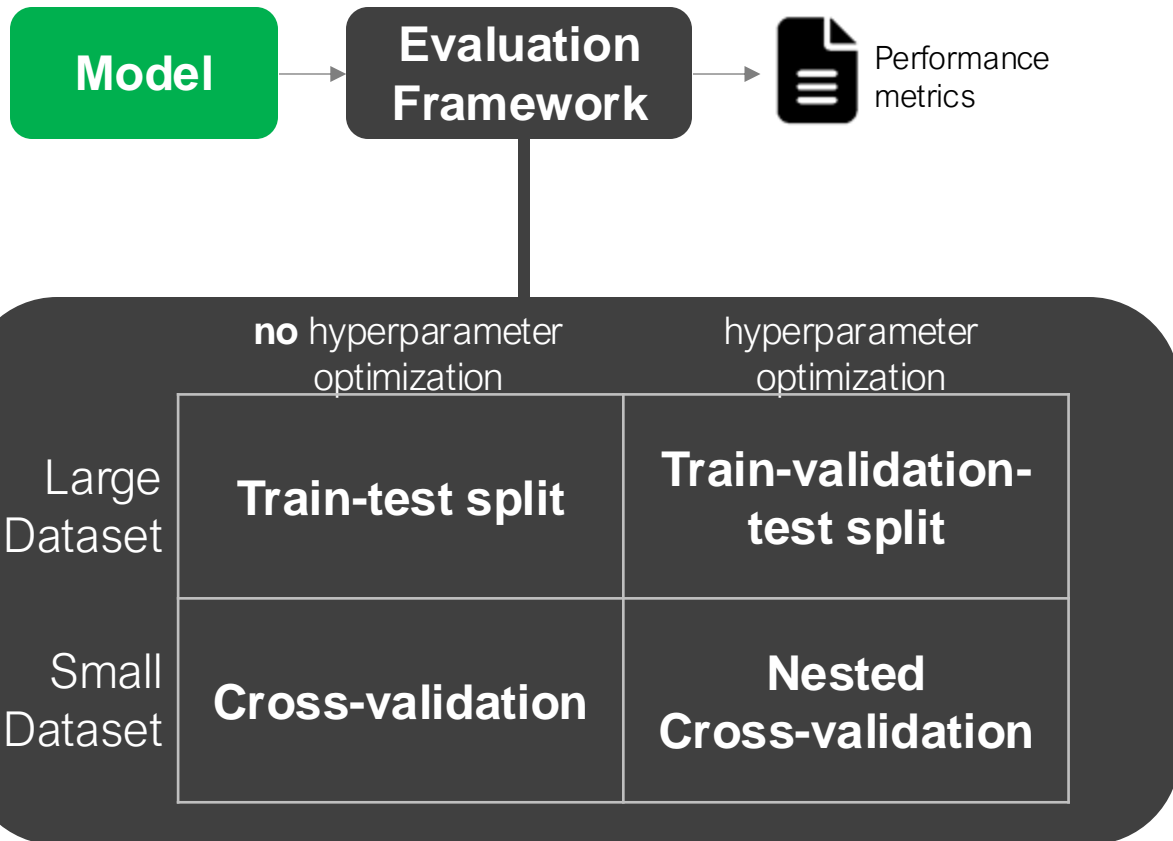 Model
Evaluation
Framework
Performance
metrics
no hyperparameter
optimization
hyperparameter
optimization
Large
Dataset
Train-test split
Train-validation-
test split
Small
Dataset
Cross-validation
Nested
Cross-validation